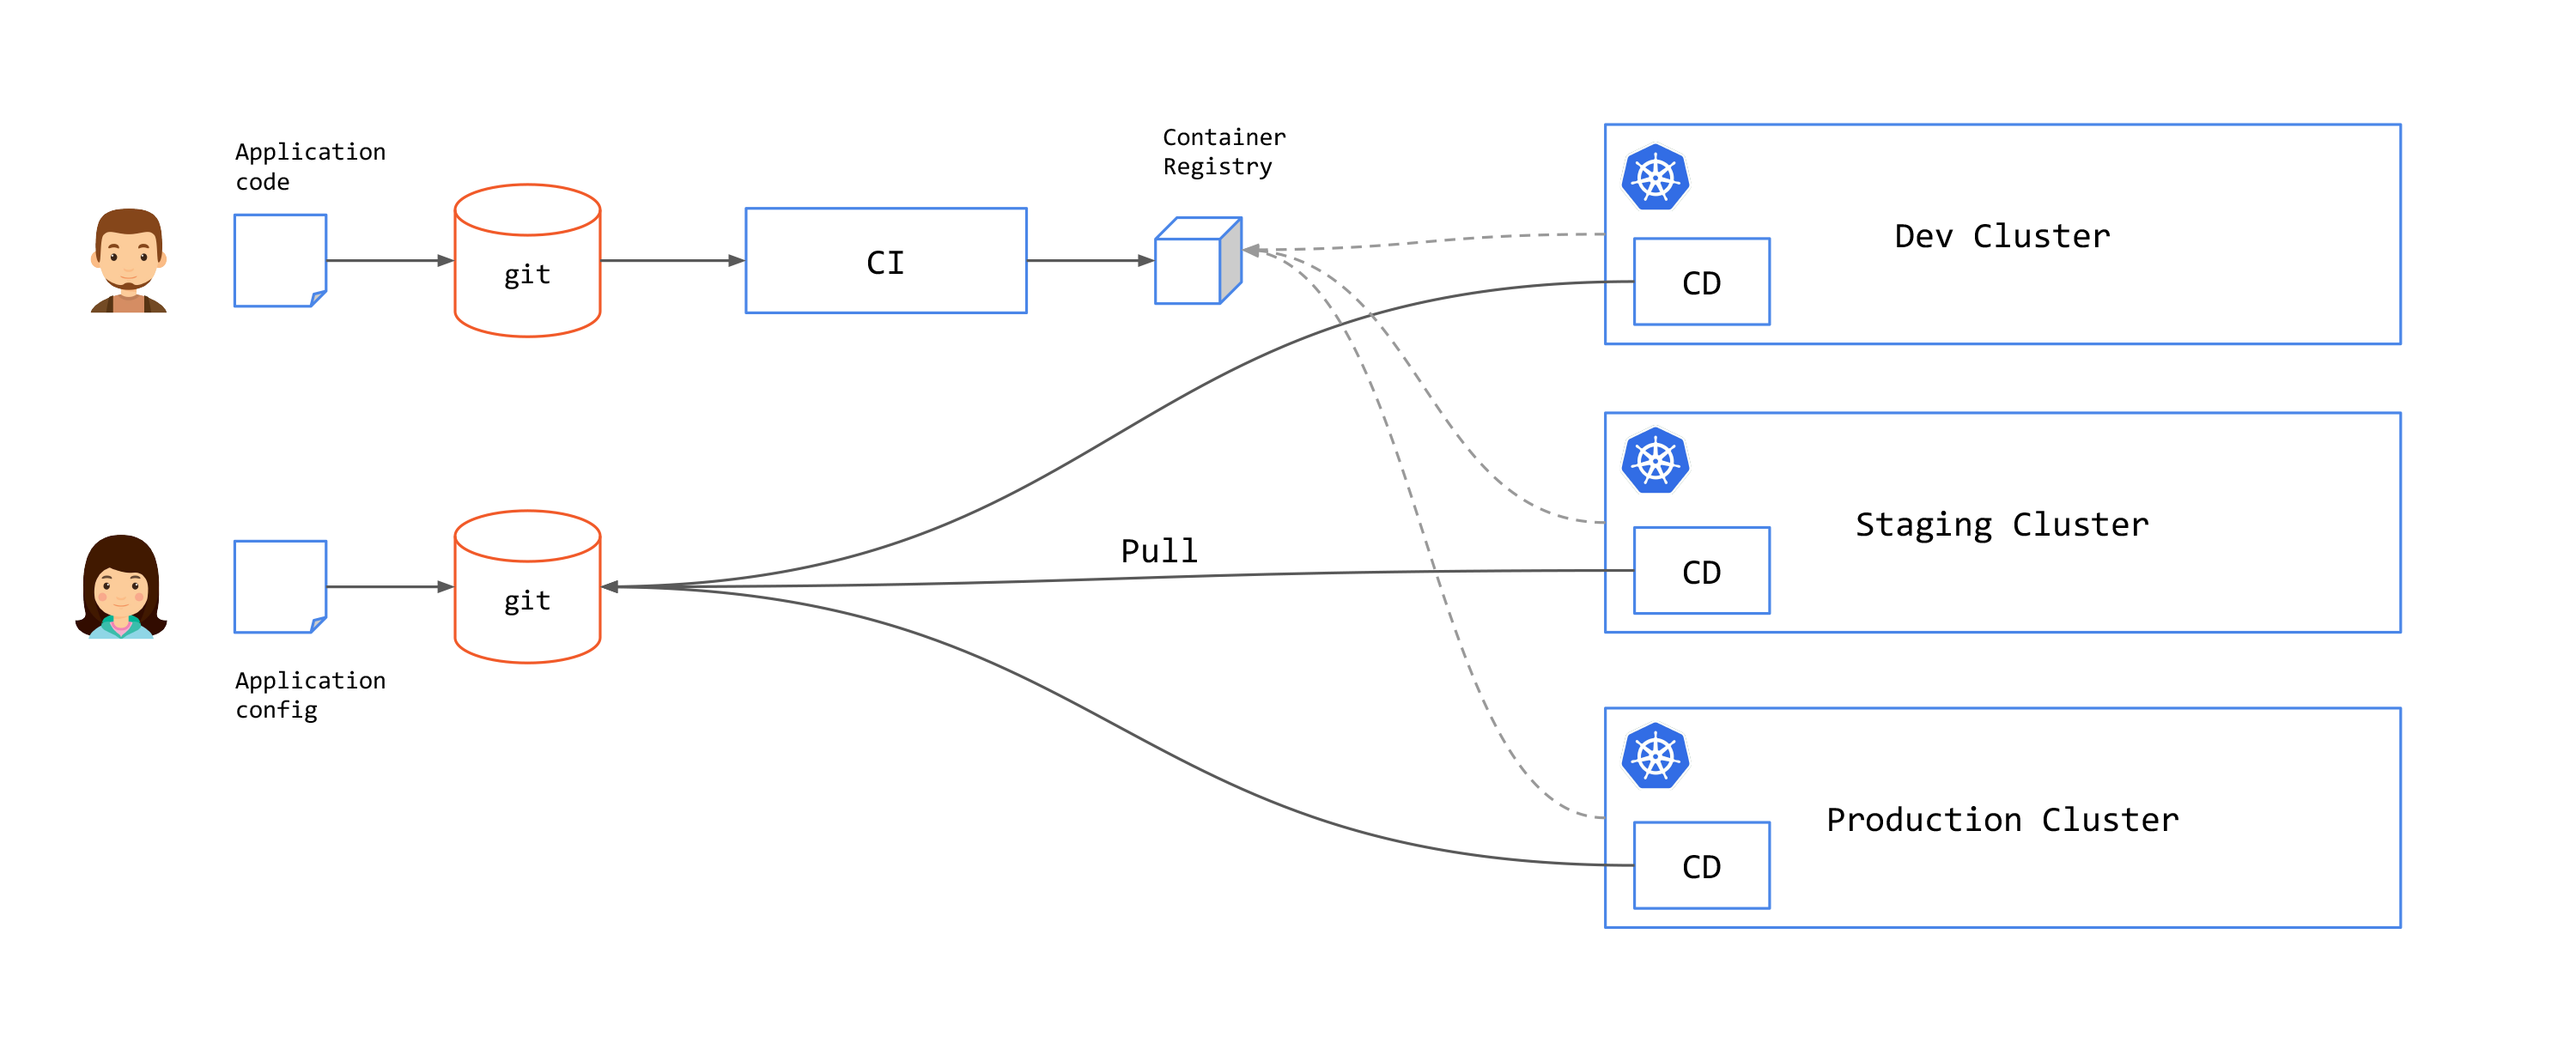 Application
code
git
CI
Container
Registry
Dev Cluster
CD
Pull
Staging Cluster
CD
git
Application
config
Production Cluster
CD